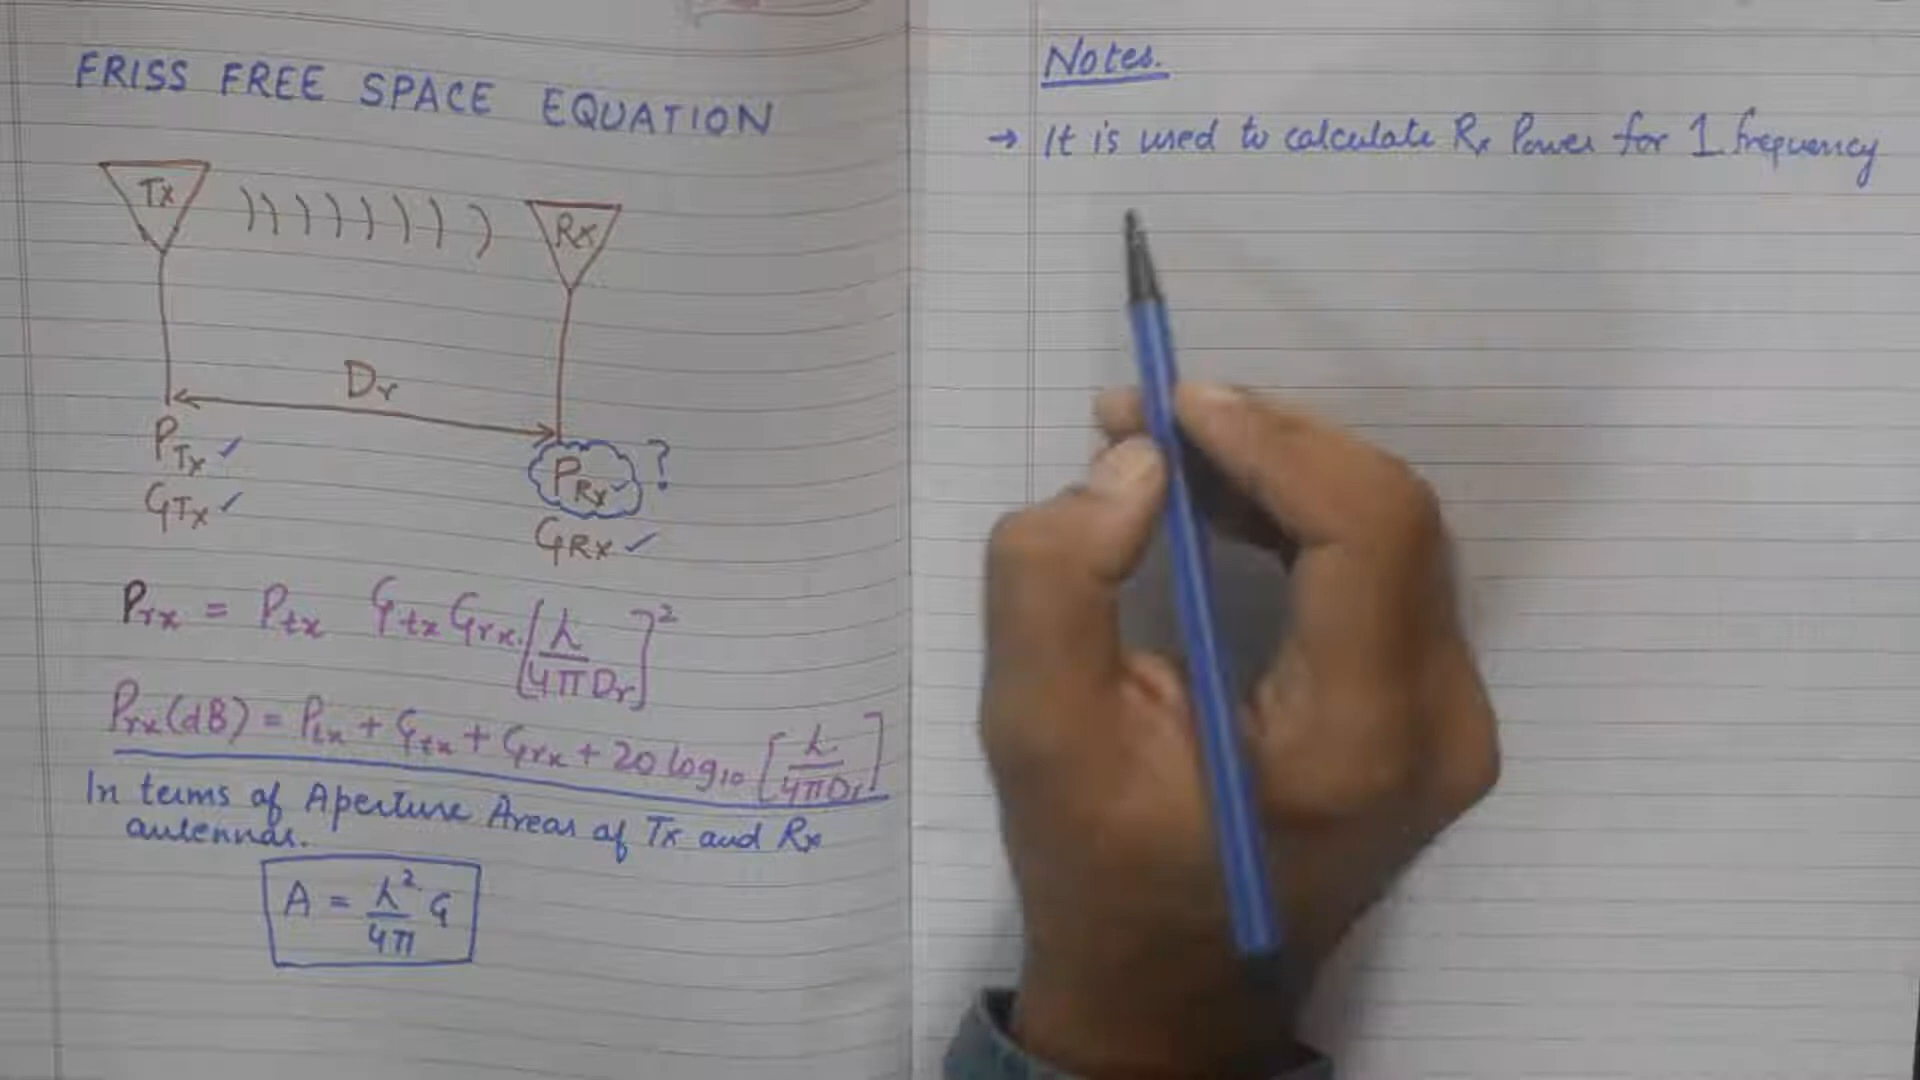 FRISS FREE SPACE EQUATION
Tx
Rx
Dr
PTx ✓
GTx ✓
PRx ?
GRx ✓
Prx = Ptx Gtx Grx [λ/4πDr]²
Prx(dB) = Ptx + Gtx + Grx + 20 log10 [λ/4πDr]
In terms of Aperture Areas of Tx and Rx
antennas.
A = λ²/4π G
Notes.
→ It is used to calculate Rx Power for 1 frequency